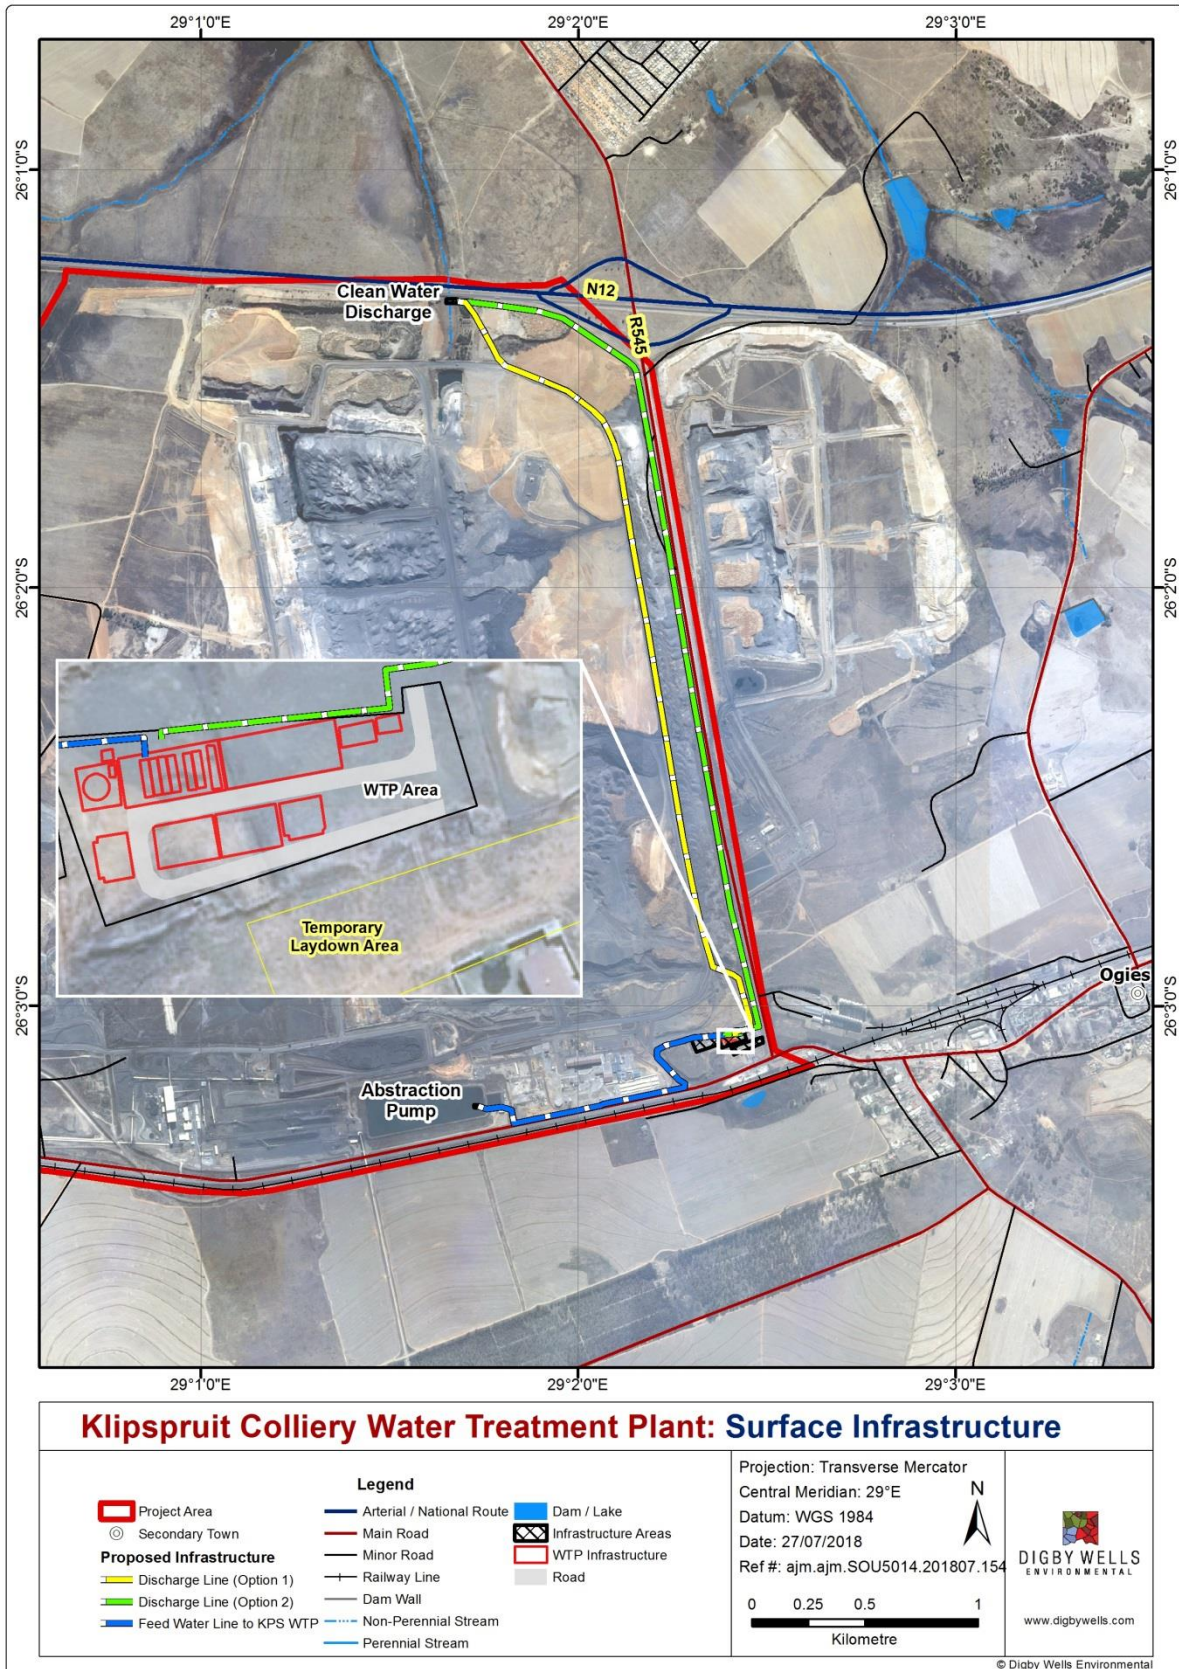 29°1'0"E 29°2'0"E 29°3'0"E
26°1'0"S 26°1'0"S
Clean Water
Discharge
N12
R545
26°2'0"S 26°2'0"S
WTP Area
Temporary
Laydown Area
Ogies
26°3'0"S 26°3'0"S
Abstraction
Pump
29°1'0"E 29°2'0"E 29°3'0"E
Klipspruit Colliery Water Treatment Plant: Surface Infrastructure
Legend
Project Area
Secondary Town
Proposed Infrastructure
Discharge Line (Option 1)
Discharge Line (Option 2)
Feed Water Line to KPS WTP
Arterial / National Route
Main Road
Minor Road
Railway Line
Dam Wall
Non-Perennial Stream
Perennial Stream
Dam / Lake
Infrastructure Areas
WTP Infrastructure
Road
Projection: Transverse Mercator
Central Meridian: 29°E
Datum: WGS 1984
Date: 27/07/2018
Ref #: ajm.ajm.SOU5014.201807.154
N
0 0.25 0.5 1
Kilometre
DIGBY WELLS
ENVIRONMENTAL
www.digbywells.com
© Digby Wells Environmental